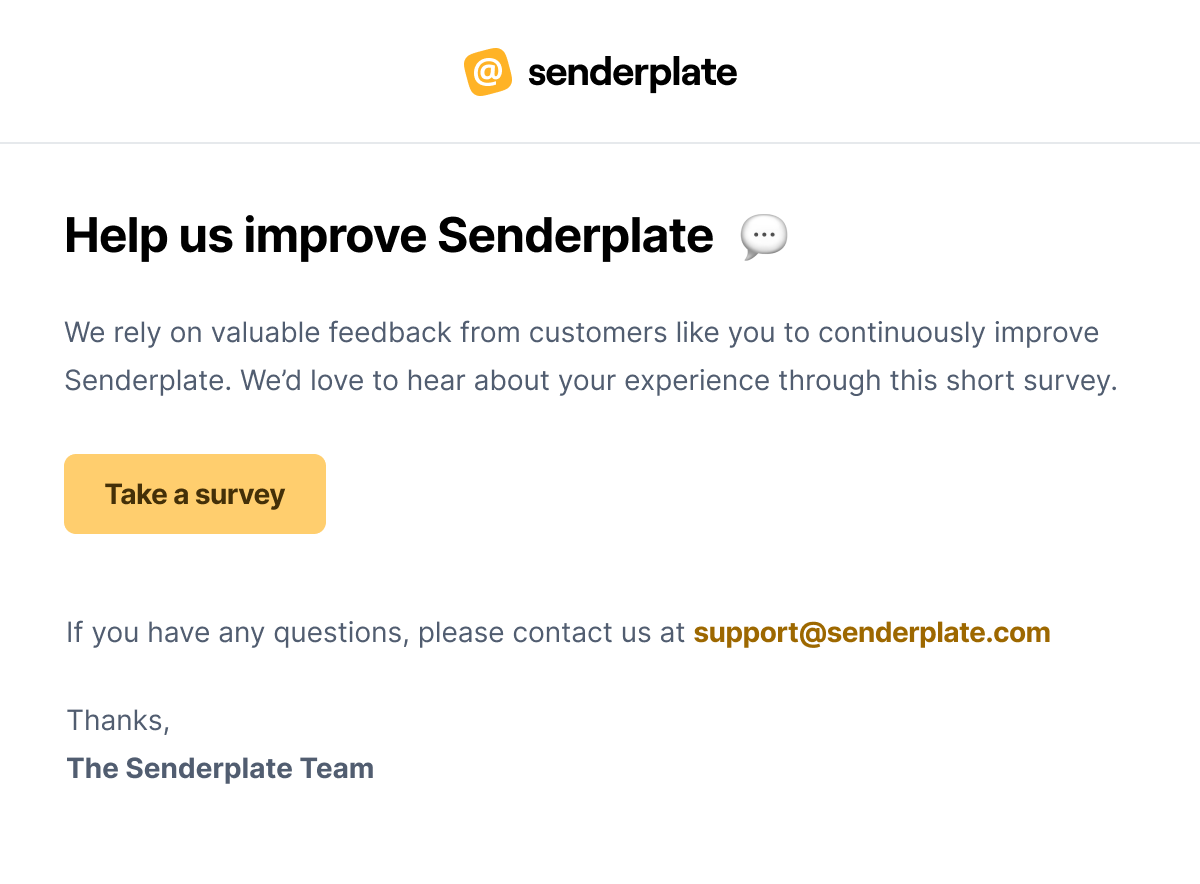 @ senderplate
Help us improve Senderplate 💬
We rely on valuable feedback from customers like you to continuously improve
Senderplate. We’d love to hear about your experience through this short survey.
Take a survey
If you have any questions, please contact us at support@senderplate.com
Thanks,
The Senderplate Team